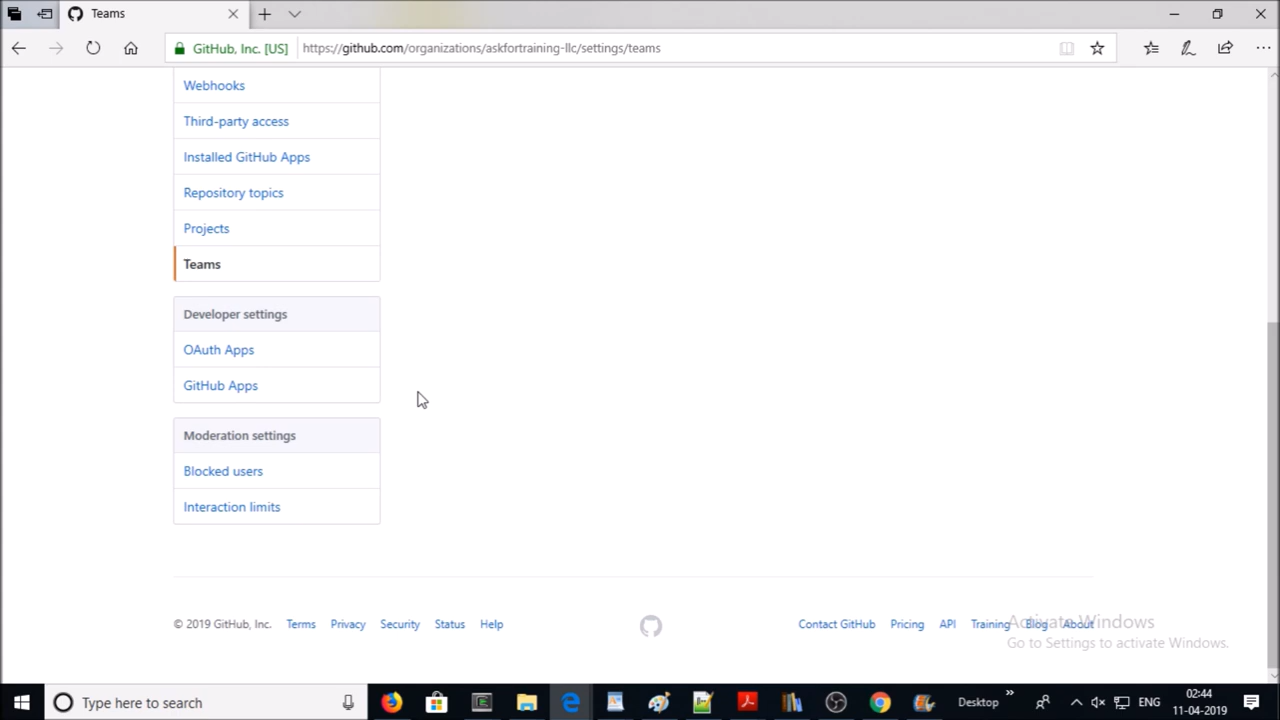 Teams
GitHub, Inc. [US]
https://github.com/organizations/askfortraining-llc/settings/teams
Webhooks
Third-party access
Installed GitHub Apps
Repository topics
Projects
Teams
Developer settings
OAuth Apps
GitHub Apps
Moderation settings
Blocked users
Interaction limits
© 2019 GitHub, Inc. Terms Privacy Security Status Help
Contact GitHub Pricing API Training Blog About
Activate Windows
Go to Settings to activate Windows.
Type here to search
Desktop
ENG
02:44
11-04-2019